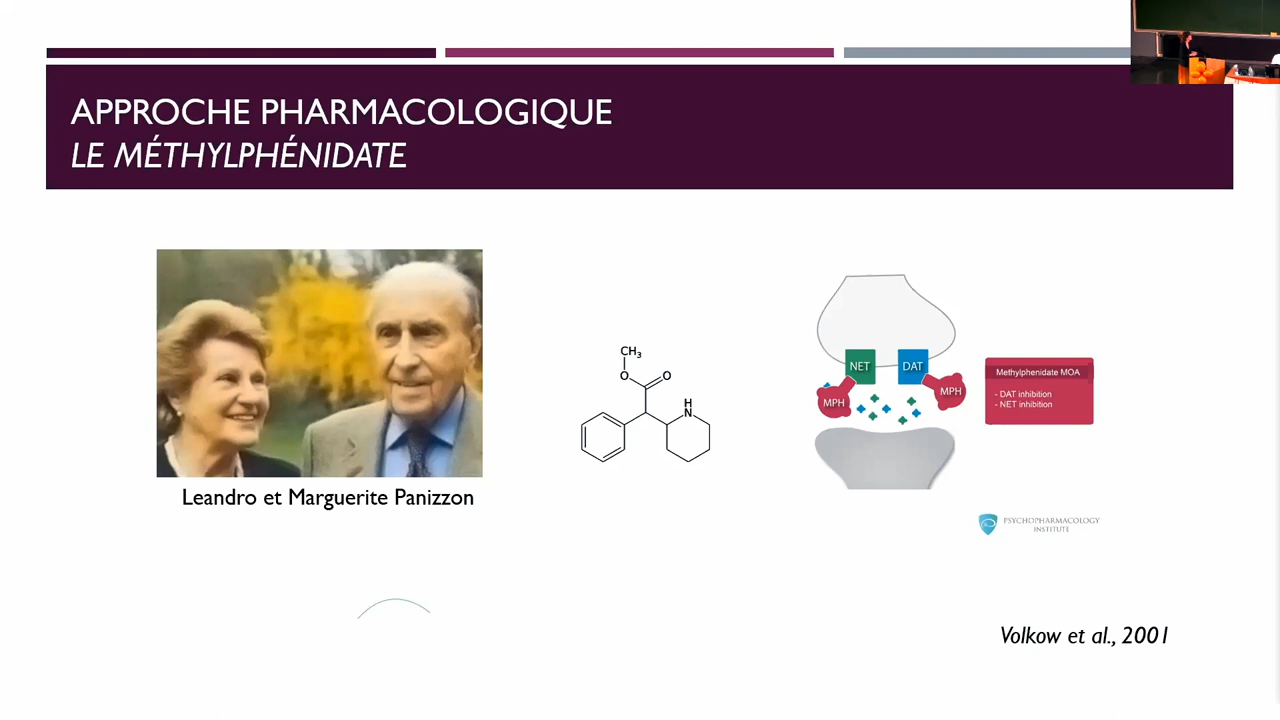 APPROCHE PHARMACOLOGIQUE
LE MÉTHYLPHÉNIDATE
Leandro et Marguerite Panizzon
CH3
O
O
H
N
NET
DAT
MPH
MPH
Methylphenidate MOA
- DAT inhibition
- NET inhibition
PSYCHOPHARMACOLOGY
INSTITUTE
Volkow et al., 2001